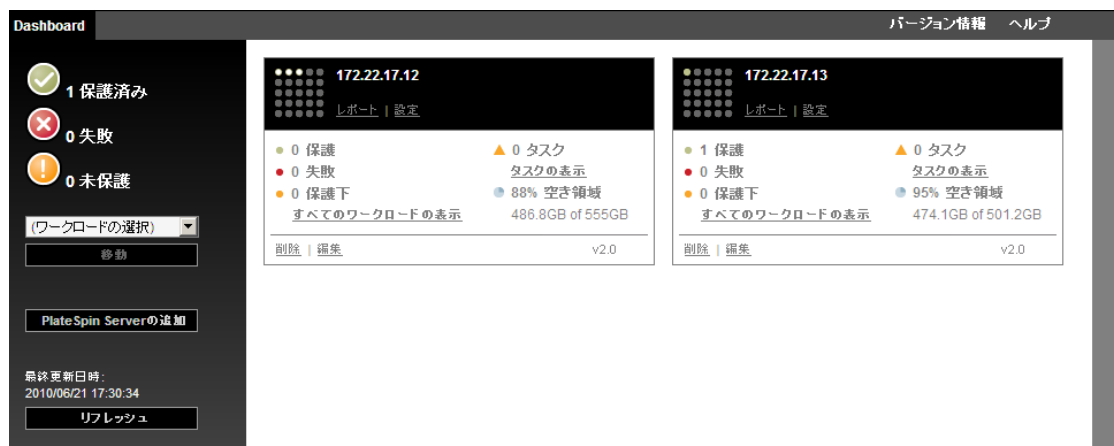 Dashboard
バージョン情報 ヘルプ
1 保護済み
0 失敗
0 未保護
(ワークロードの選択)
移動
PlateSpin Serverの追加
最終更新日時:
2010/06/21 17:30:34
リフレッシュ
172.22.17.12
レポート | 設定
0 保護
0 失敗
0 保護下
すべてのワークロードの表示
0 タスク
タスクの表示
88% 空き領域
486.8GB of 555GB
削除 | 編集
v2.0
172.22.17.13
レポート | 設定
1 保護
0 失敗
0 保護下
すべてのワークロードの表示
0 タスク
タスクの表示
95% 空き領域
474.1GB of 501.2GB
削除 | 編集
v2.0